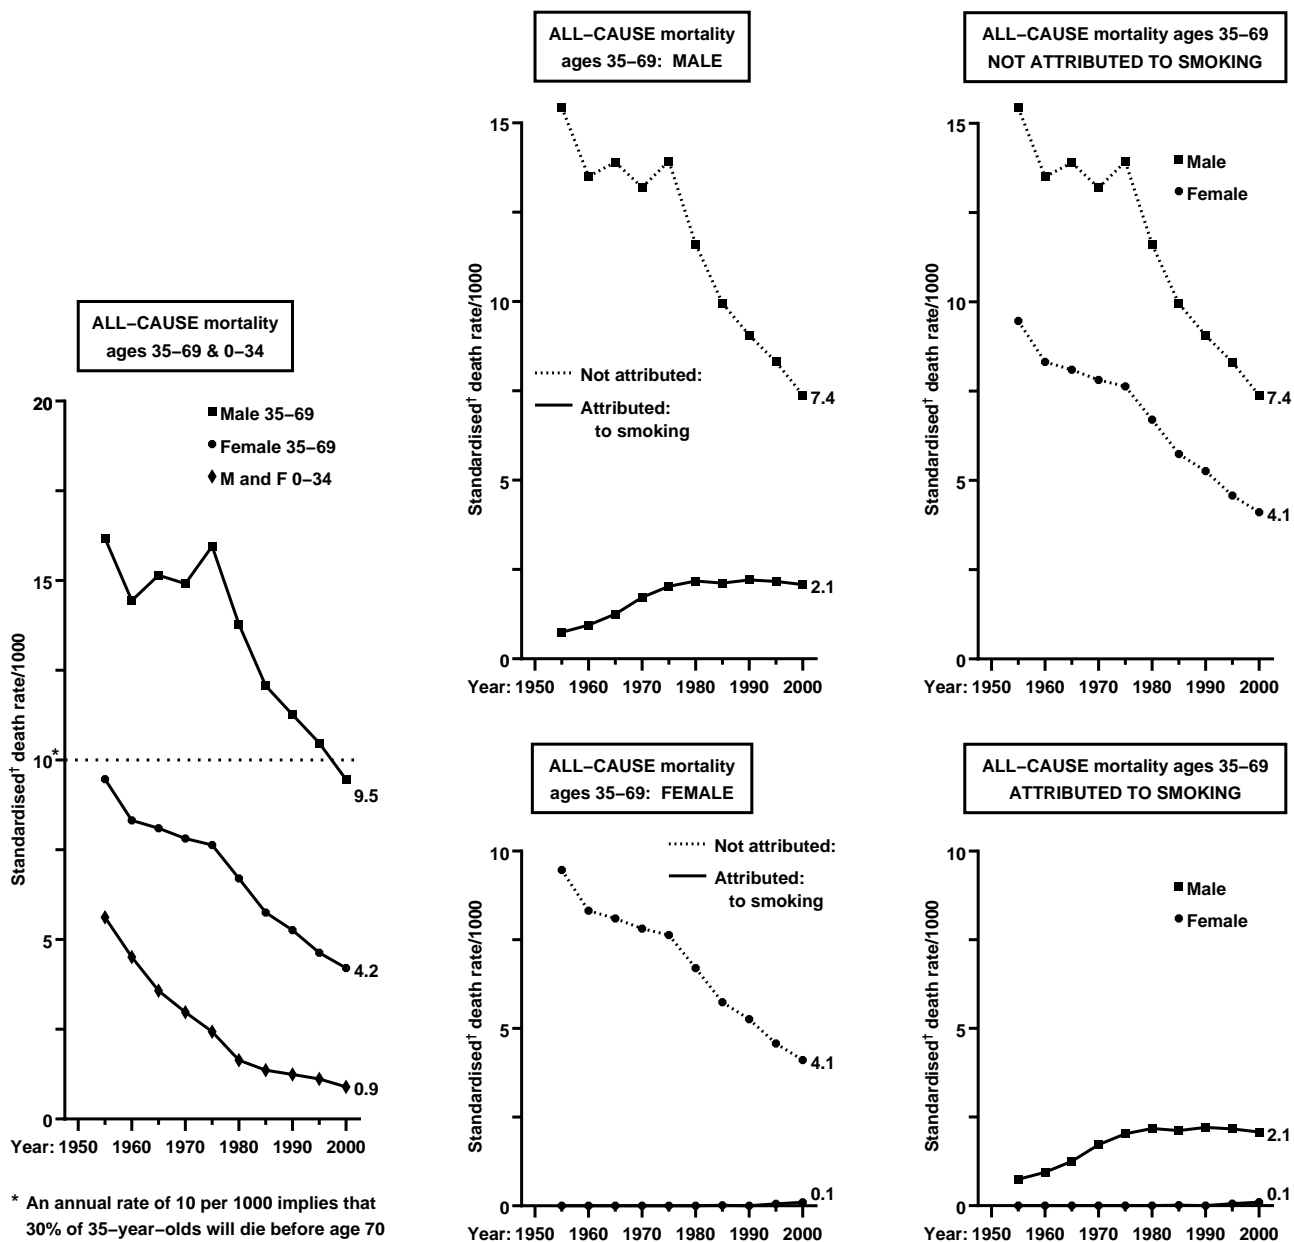 ALL–CAUSE mortality
ages 35–69 & 0–34
20
15
10
*
5
0
Standardised† death rate/1000
Male 35–69
Female 35–69
M and F 0–34
9.5
4.2
0.9
Year: 1950 1960 1970 1980 1990 2000
* An annual rate of 10 per 1000 implies that
30% of 35–year–olds will die before age 70
ALL–CAUSE mortality
ages 35–69: MALE
15
10
5
0
Standardised† death rate/1000
Not attributed:
Attributed:
to smoking
7.4
2.1
Year: 1950 1960 1970 1980 1990 2000
ALL–CAUSE mortality ages 35–69
NOT ATTRIBUTED TO SMOKING
15
10
5
0
Standardised† death rate/1000
Male
Female
7.4
4.1
Year: 1950 1960 1970 1980 1990 2000
ALL–CAUSE mortality
ages 35–69: FEMALE
10
5
0
Standardised† death rate/1000
Not attributed:
Attributed:
to smoking
4.1
0.1
Year: 1950 1960 1970 1980 1990 2000
ALL–CAUSE mortality ages 35–69
ATTRIBUTED TO SMOKING
10
5
0
Standardised† death rate/1000
Male
Female
2.1
0.1
Year: 1950 1960 1970 1980 1990 2000